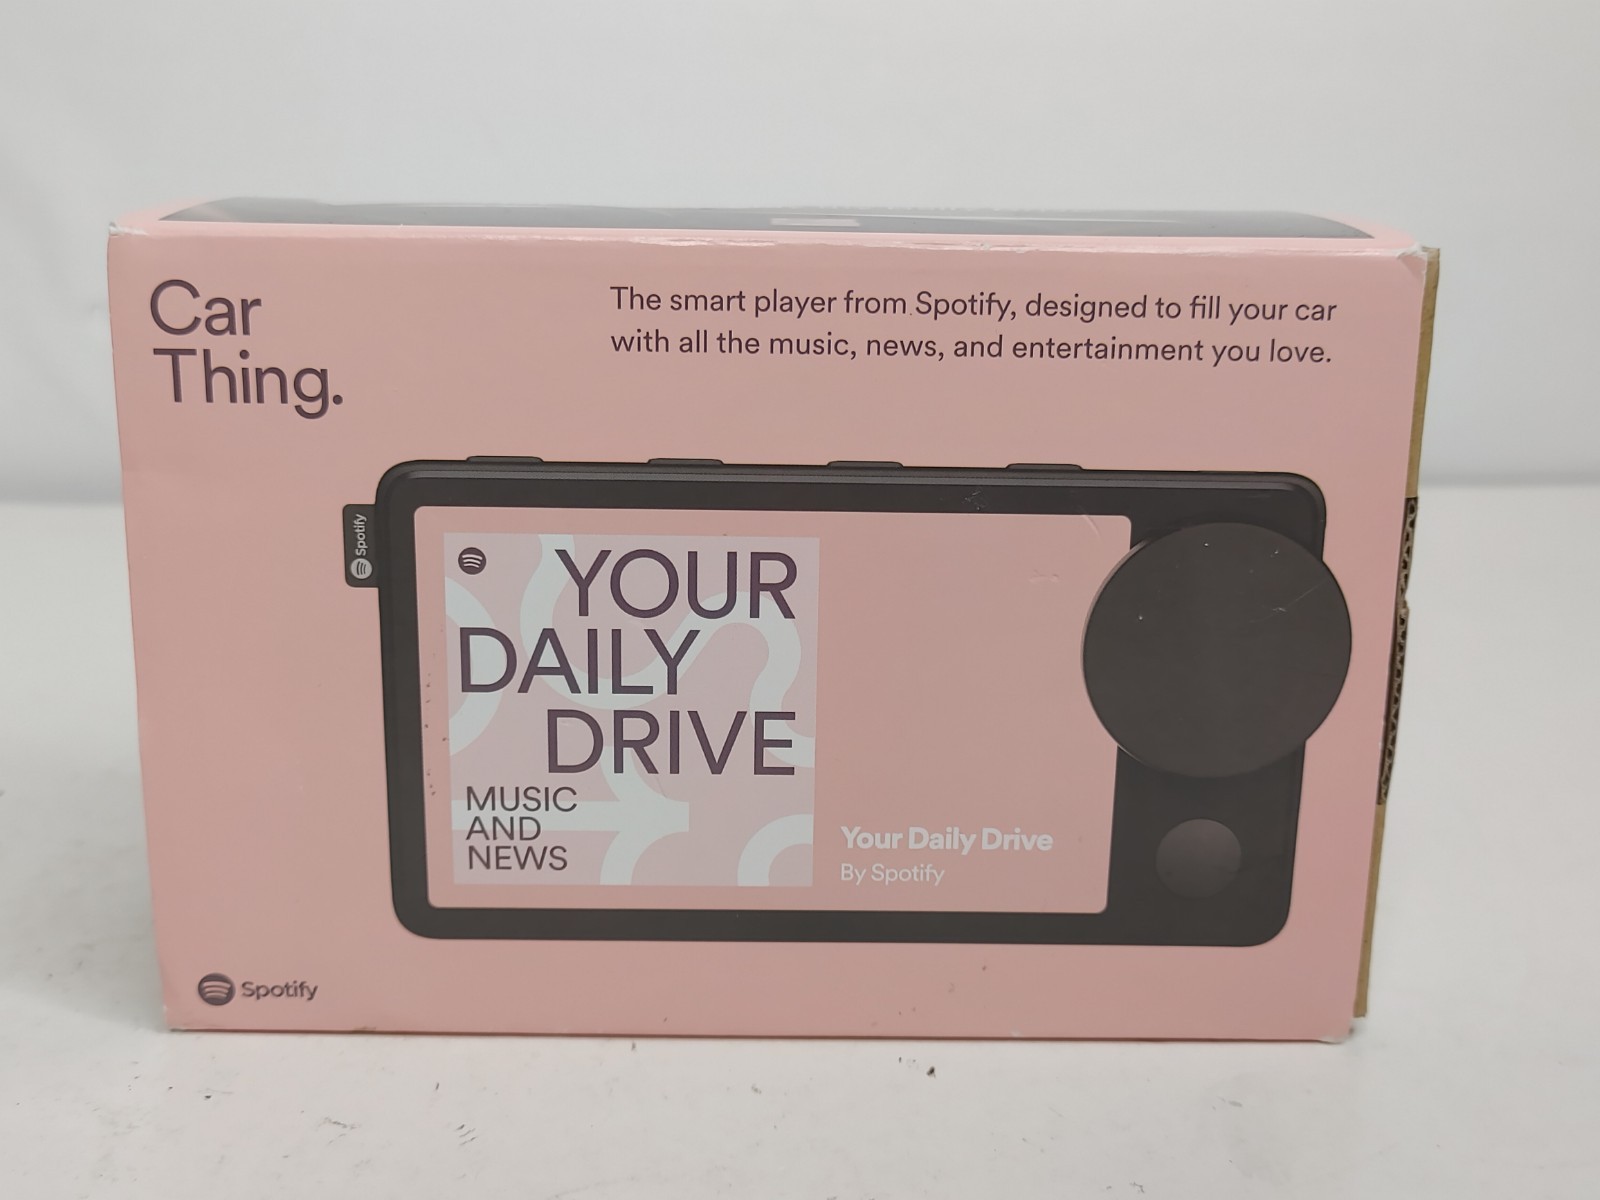 Car
Thing.
The smart player from Spotify, designed to fill your car
with all the music, news, and entertainment you love.
Spotify
YOUR
DAILY
DRIVE
MUSIC
AND
NEWS
Your Daily Drive
By Spotify
Spotify